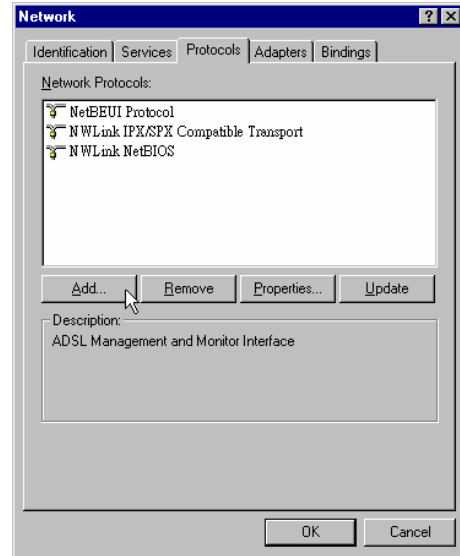 Network
Identification Services Protocols Adapters Bindings
Network Protocols:
NetBEUI Protocol
NWLink IPX/SPX Compatible Transport
NWLink NetBIOS
Add... Remove Properties... Update
Description:
ADSL Management and Monitor Interface
OK Cancel